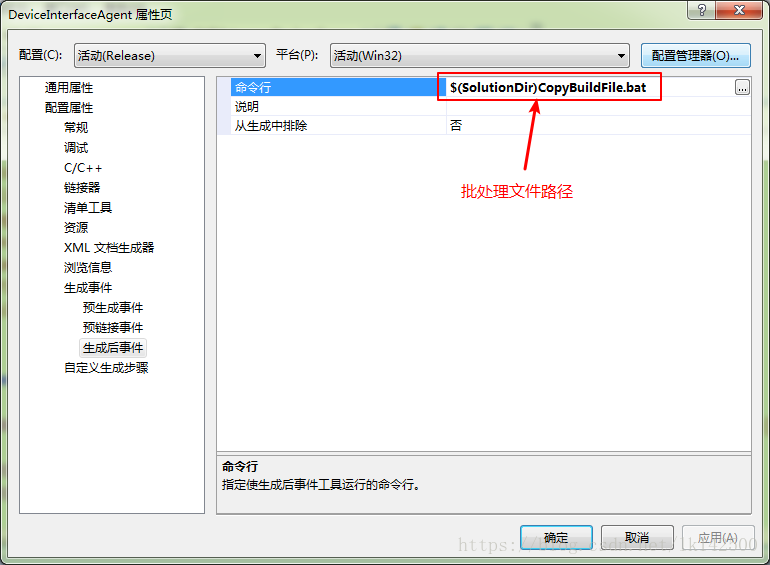 DeviceInterfaceAgent 属性页
配置(C): 活动(Release) 平台(P): 活动(Win32) 配置管理器(O)...
通用属性
配置属性
常规
调试
C/C++
链接器
清单工具
资源
XML 文档生成器
浏览信息
生成事件
预生成事件
预链接事件
生成后事件
自定义生成步骤
命令行 $(SolutionDir)CopyBuildFile.bat ...
说明
从生成中排除 否
批处理文件路径
命令行
指定使生成后事件工具运行的命令行。
确定 取消 应用(A)